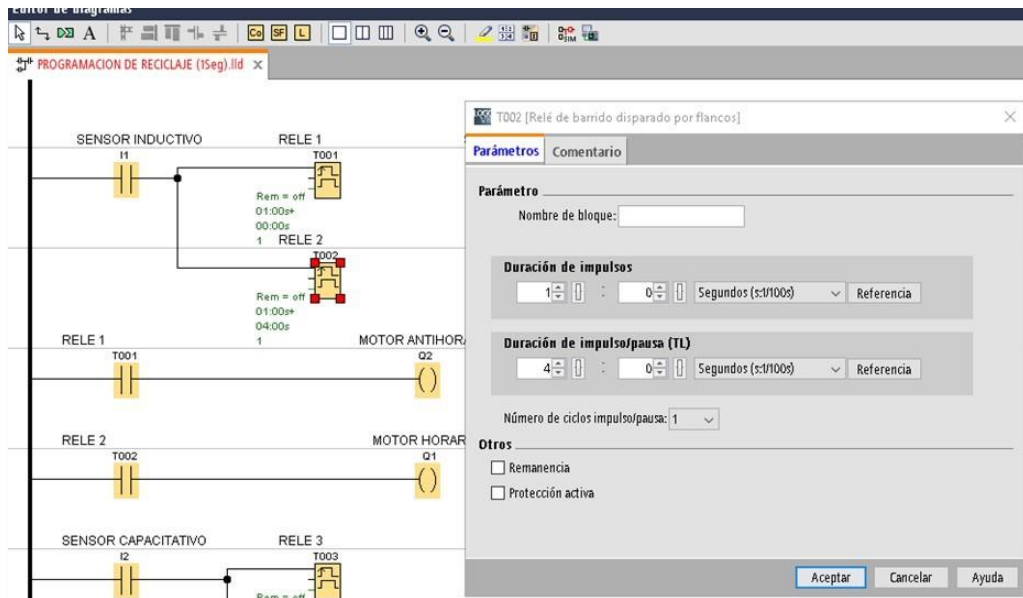 Editor de diagramas
A Co SF L SIM
PROGRAMACION DE RECICLAJE (1Seg).lld
SENSOR INDUCTIVO RELE 1
I1 T001
Rem = off
01:00s+
00:00s
1 RELE 2
T002
Rem = off
01:00s+
04:00s
1
RELE 1 MOTOR ANTIHORA
T001 Q2
RELE 2 MOTOR HORAR
T002 Q1
SENSOR CAPACITATIVO RELE 3
I2 T003
Rem = off
T002 [Relé de barrido disparado por flancos]
Parámetros Comentario
Parámetro
Nombre de bloque:
Duración de impulsos
1 : 0 Segundos (s:1/100s) Referencia
Duración de impulso/pausa (TL)
4 : 0 Segundos (s:1/100s) Referencia
Número de ciclos impulso/pausa: 1
Otros
Remanencia
Protección activa
Aceptar Cancelar Ayuda